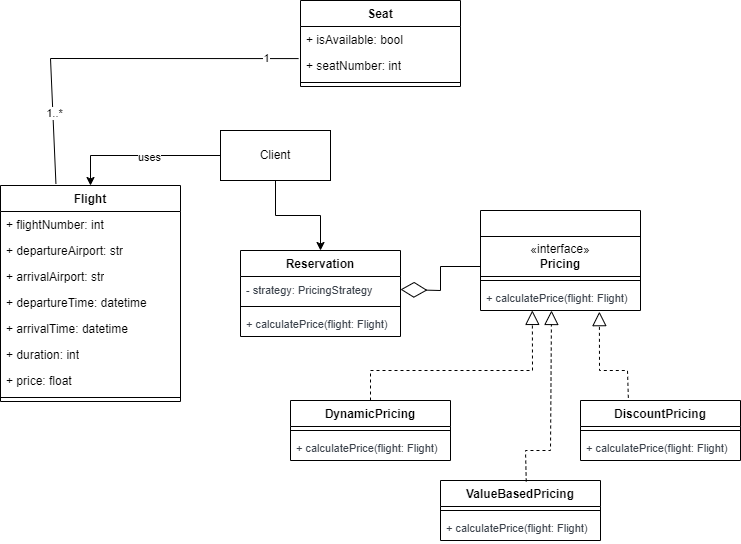 Seat
+ isAvailable: bool
+ seatNumber: int
1
1..*
Client
uses
Flight
+ flightNumber: int
+ departureAirport: str
+ arrivalAirport: str
+ departureTime: datetime
+ arrivalTime: datetime
+ duration: int
+ price: float
Reservation
- strategy: PricingStrategy
+ calculatePrice(flight: Flight)
«interface»
Pricing
+ calculatePrice(flight: Flight)
DynamicPricing
+ calculatePrice(flight: Flight)
DiscountPricing
+ calculatePrice(flight: Flight)
ValueBasedPricing
+ calculatePrice(flight: Flight)